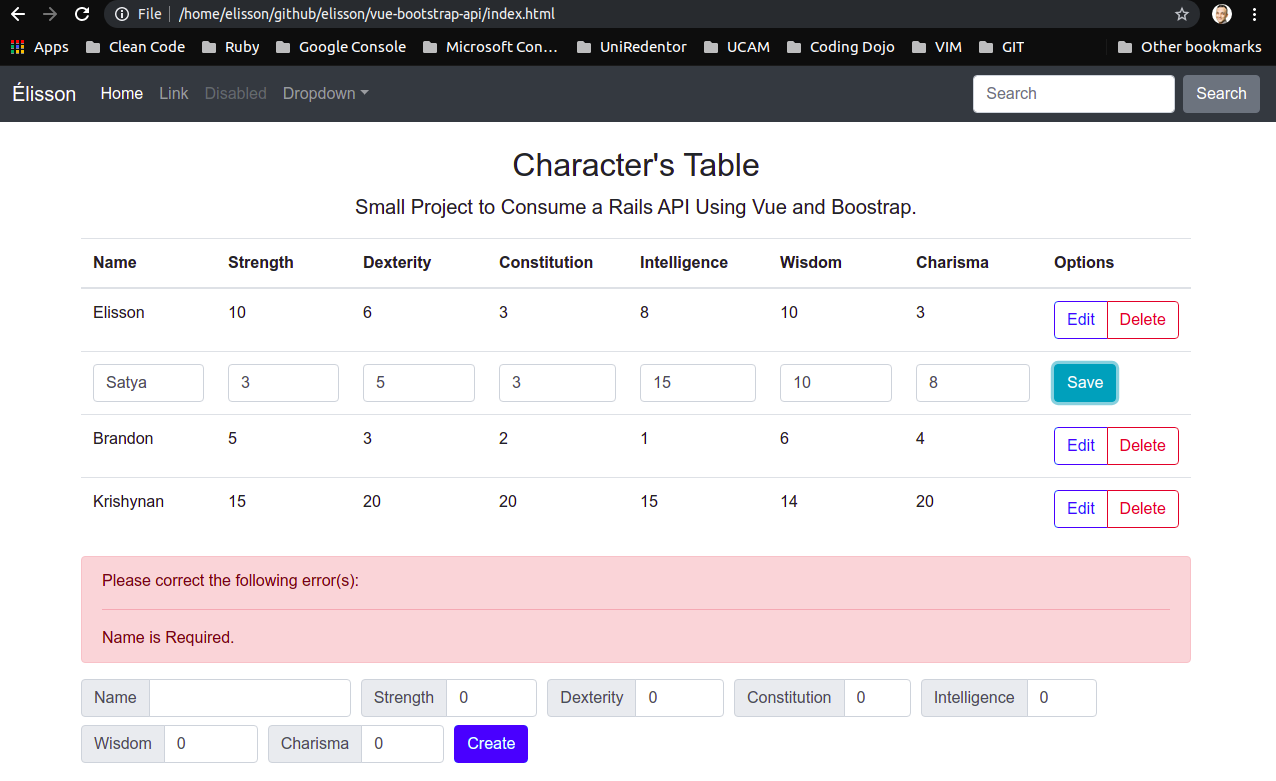 File /home/elisson/github/elisson/vue-bootstrap-api/index.html
Apps Clean Code Ruby Google Console Microsoft Con... UniRedentor UCAM Coding Dojo VIM GIT Other bookmarks
Élisson Home Link Disabled Dropdown Search Search
Character's Table
Small Project to Consume a Rails API Using Vue and Boostrap.
Name Strength Dexterity Constitution Intelligence Wisdom Charisma Options
Elisson 10 6 3 8 10 3 Edit Delete
Satya 3 5 3 15 10 8 Save
Brandon 5 3 2 1 6 4 Edit Delete
Krishynan 15 20 20 15 14 20 Edit Delete
Please correct the following error(s):
Name is Required.
Name Strength 0 Dexterity 0 Constitution 0 Intelligence 0
Wisdom 0 Charisma 0 Create